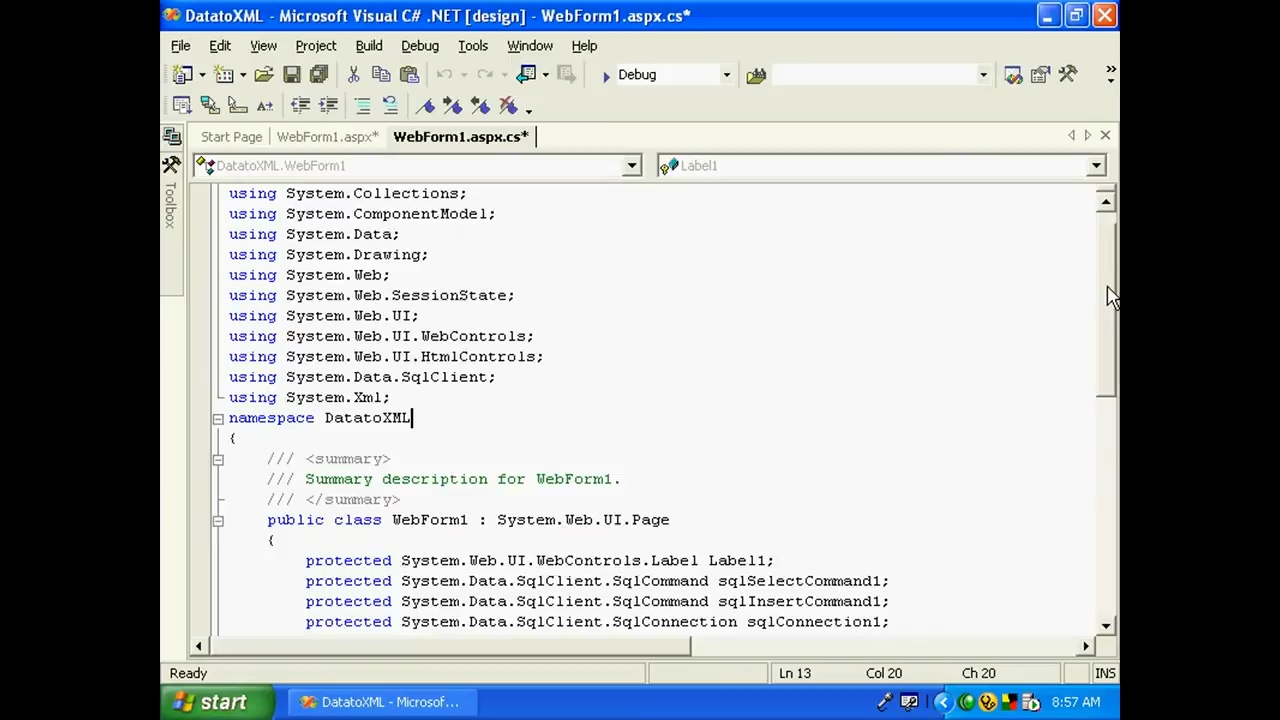 DatatoXML - Microsoft Visual C# .NET [design] - WebForm1.aspx.cs*
File Edit View Project Build Debug Tools Window Help
Debug
Start Page WebForm1.aspx* WebForm1.aspx.cs*
DatatoXML.WebForm1 Label1
Toolbox
using System.Collections;
using System.ComponentModel;
using System.Data;
using System.Drawing;
using System.Web;
using System.Web.SessionState;
using System.Web.UI;
using System.Web.UI.WebControls;
using System.Web.UI.HtmlControls;
using System.Data.SqlClient;
using System.Xml;
namespace DatatoXML
{
/// <summary>
/// Summary description for WebForm1.
/// </summary>
public class WebForm1 : System.Web.UI.Page
{
protected System.Web.UI.WebControls.Label Label1;
protected System.Data.SqlClient.SqlCommand sqlSelectCommand1;
protected System.Data.SqlClient.SqlCommand sqlInsertCommand1;
protected System.Data.SqlClient.SqlConnection sqlConnection1;
Ready Ln 13 Col 20 Ch 20 INS
start DatatoXML - Microsof... 8:57 AM